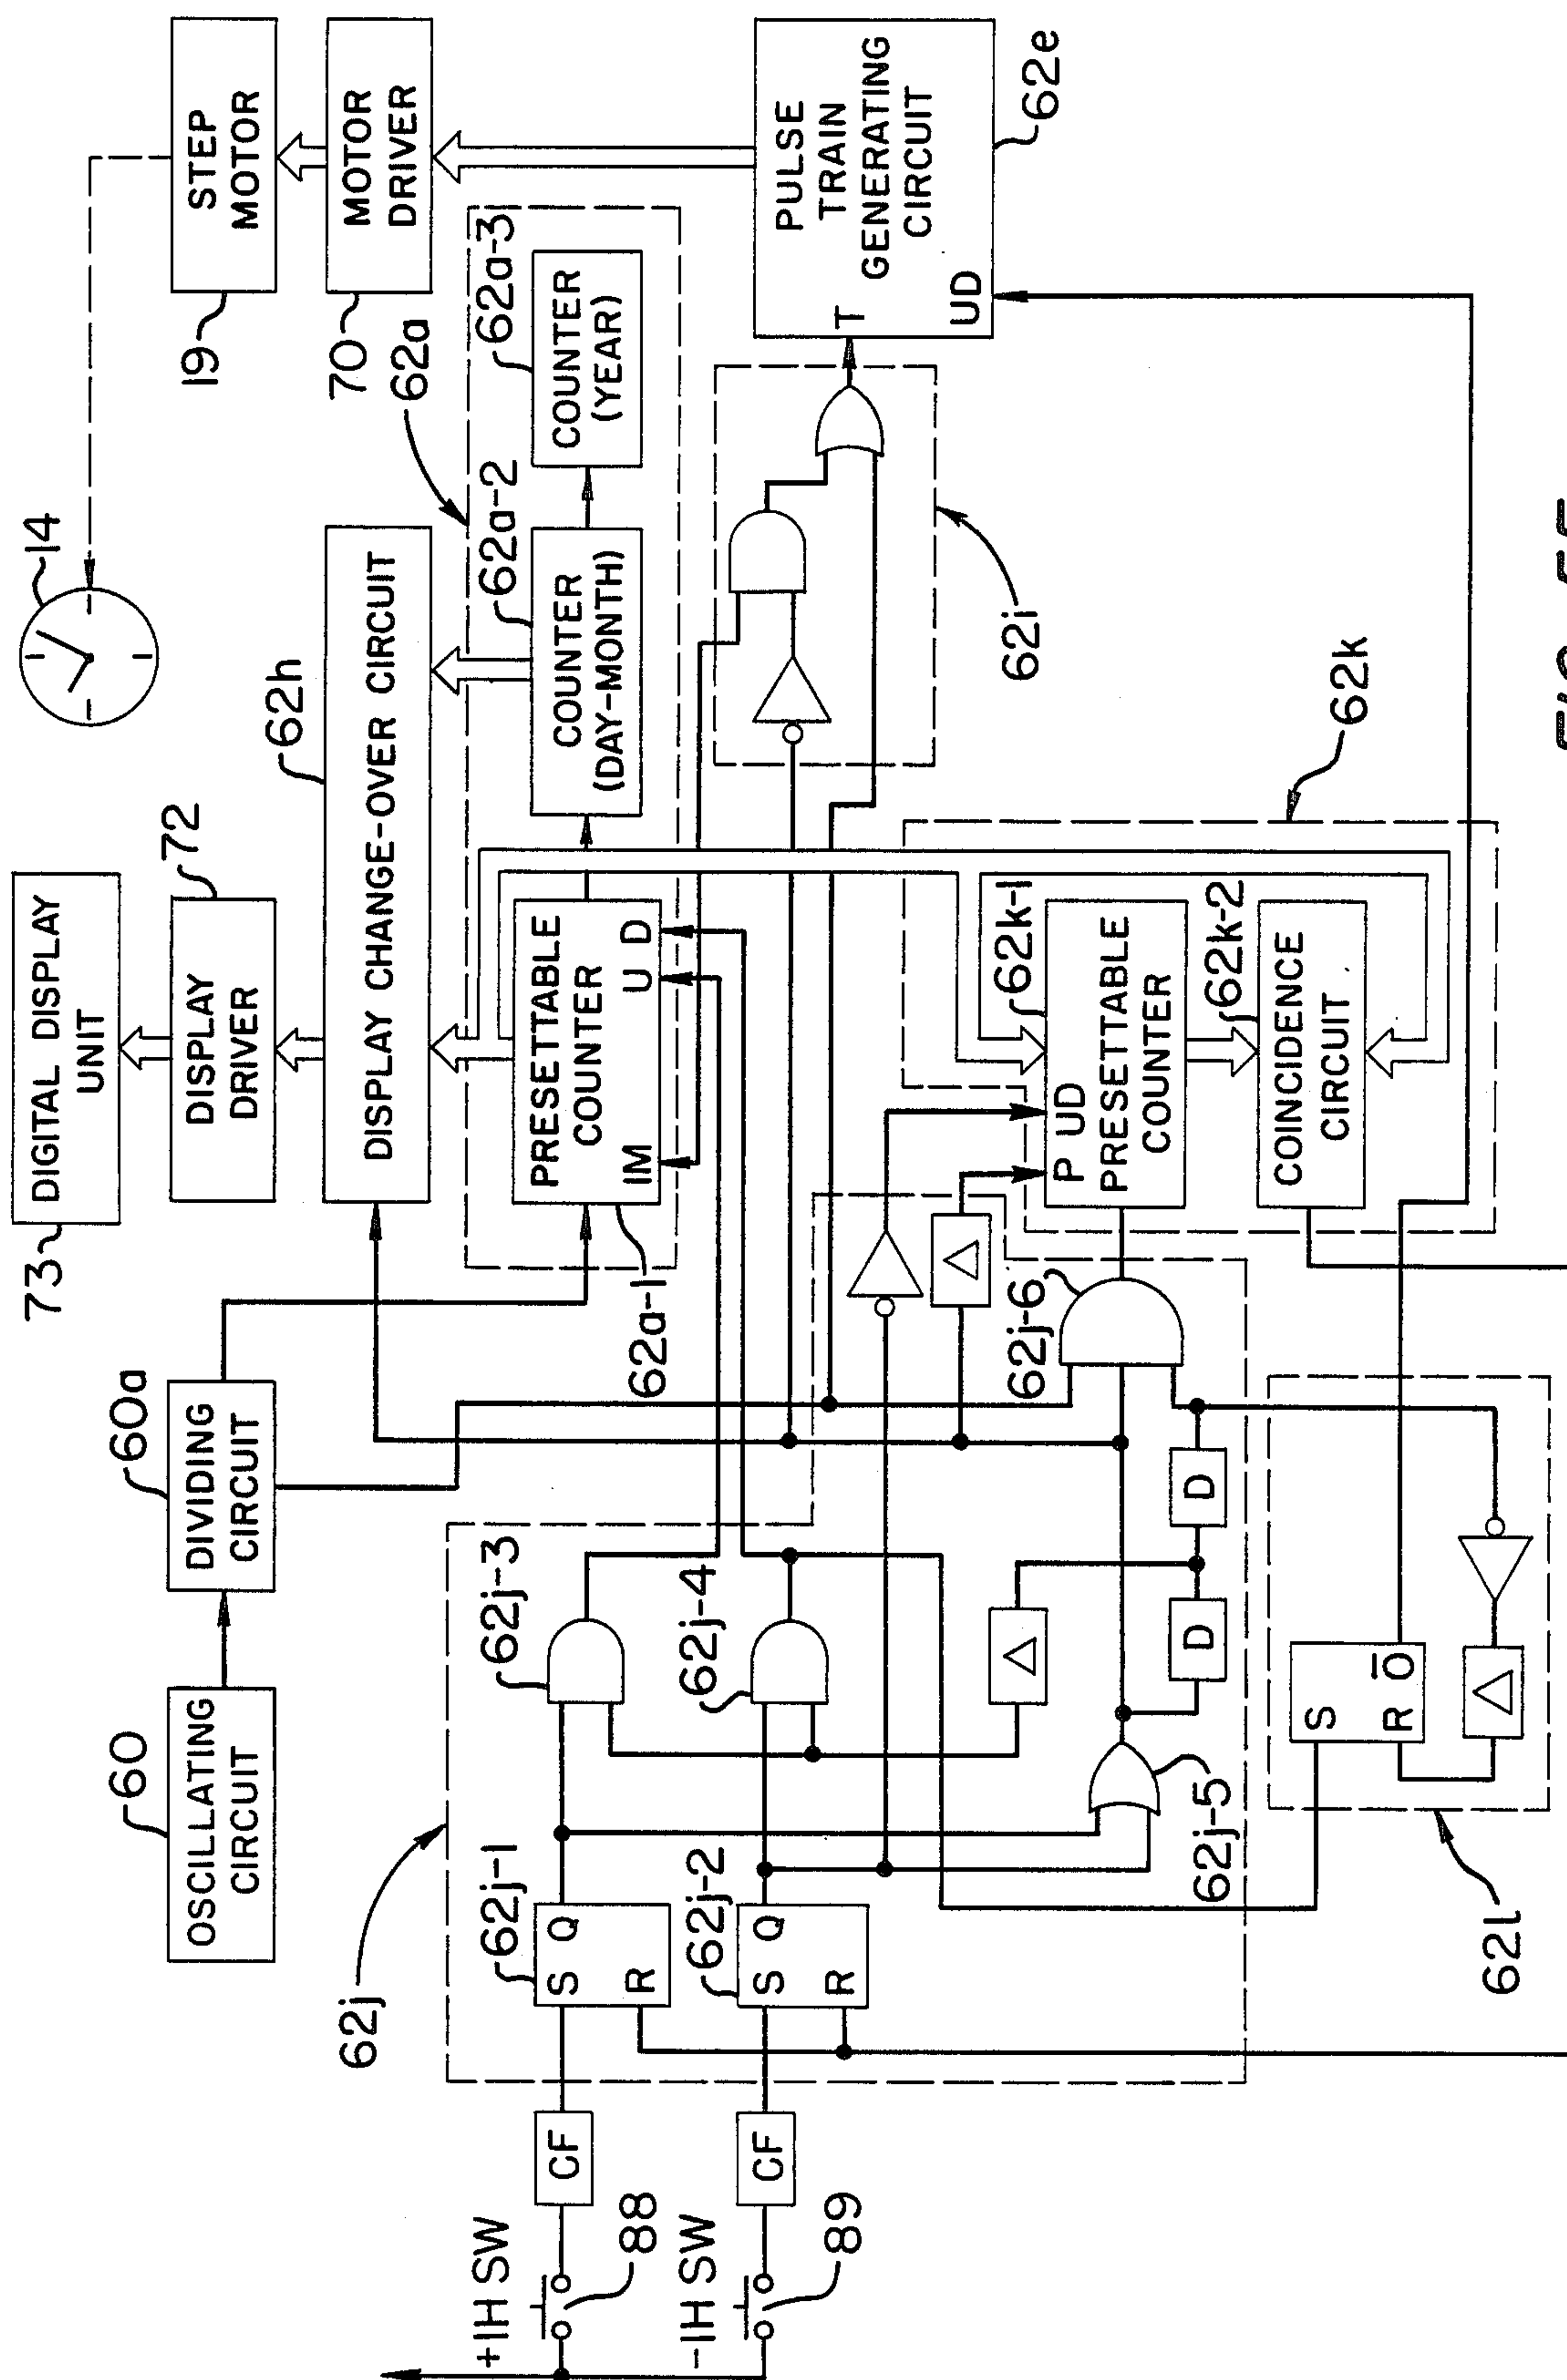 14
73
DIGITAL DISPLAY
UNIT
72
DISPLAY
DRIVER
19
STEP
MOTOR
60
OSCILLATING
CIRCUIT
60a
DIVIDING
CIRCUIT
62h
DISPLAY CHANGE-OVER CIRCUIT
70
MOTOR
DRIVER
62a
62a-1
PRESETTABLE
COUNTER
IM
U
D
62a-2
COUNTER
(DAY-MONTH)
62a-3
COUNTER
(YEAR)
62j
+1H SW
88
CF
62j-1
S
Q
R
62j-3
-1H SW
89
CF
62j-2
S
Q
R
62j-4
62i
T
UD
PULSE
TRAIN
GENERATING
CIRCUIT
62e
Δ
Δ
62j-5
D
D
62j-6
62k
62k-1
P UD
PRESETTABLE
COUNTER
62k-2
COINCIDENCE
CIRCUIT
62l
S
R
Δ